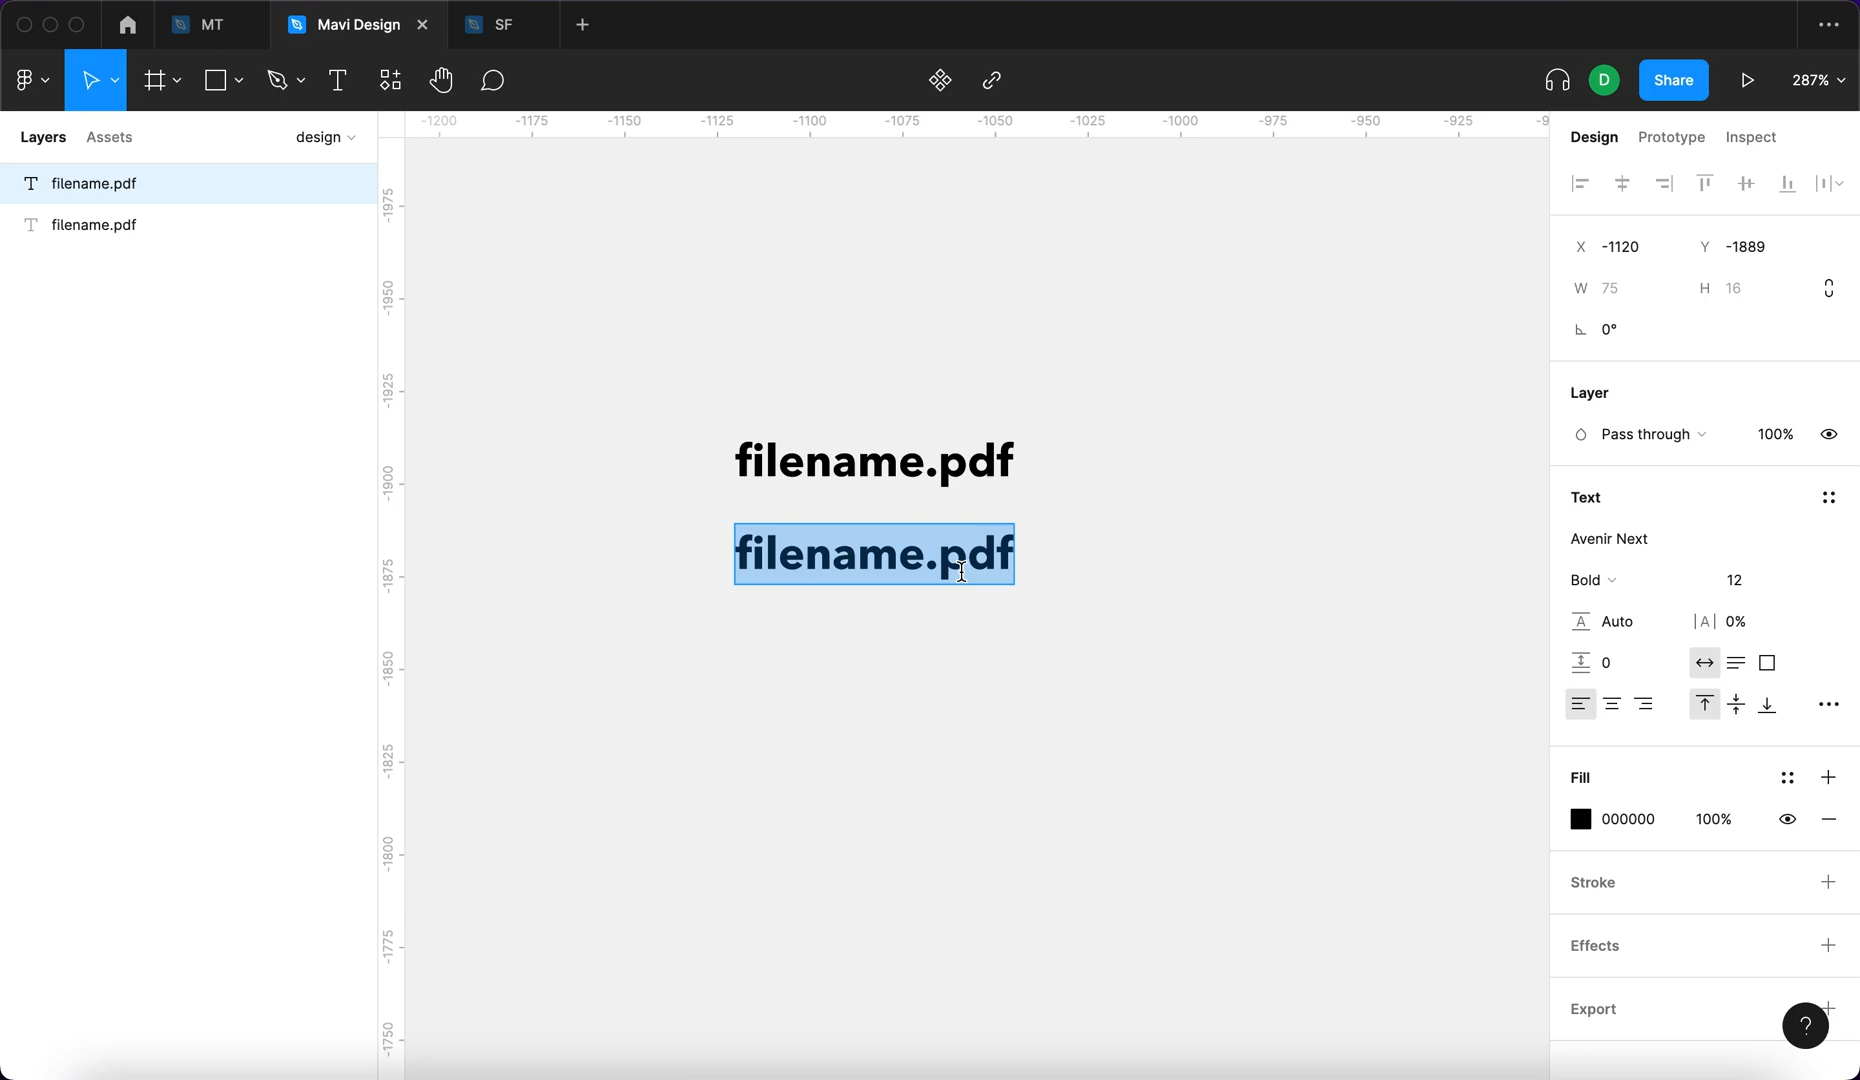 MT
Mavi Design
SF
D
Share
287%
Layers
Assets
design
filename.pdf
filename.pdf
-1200
-1175
-1150
-1125
-1100
-1075
-1050
-1025
-1000
-975
-950
-925
-9
-1975
-1950
-1925
-1900
-1875
-1850
-1825
-1800
-1775
-1750
filename.pdf
filename.pdf
Design
Prototype
Inspect
X -1120
Y -1889
W 75
H 16
0°
Layer
Pass through
100%
Text
Avenir Next
Bold
12
A Auto
|A| 0%
0
Fill
000000
100%
Stroke
Effects
Export
?